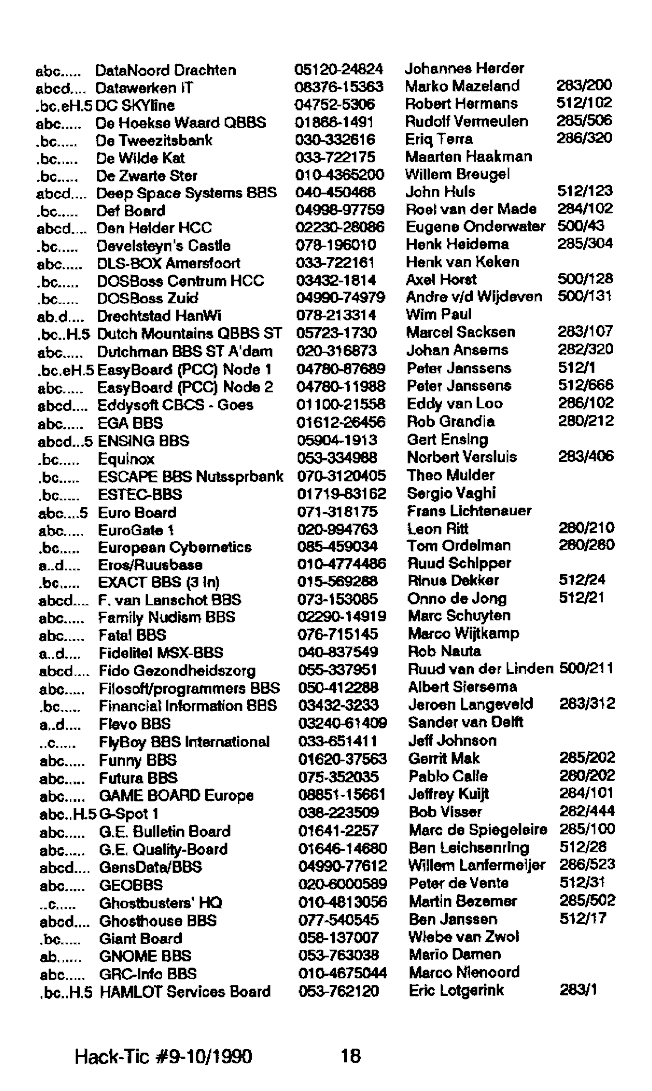 abc..... DataNoord Drachten 05120-24824 Johannes Herder
abcd.... Datawerken IT 08376-15363 Marko Mazeland 283/200
.bc.eH.5 DC SKYline 04752-5306 Robert Hermans 512/102
abc..... De Hoekse Waard QBBS 01866-1491 Rudolf Vermeulen 285/506
.bc..... De Tweezitsbank 030-332616 Eriq Terra 286/320
.bc..... De Wilde Kat 033-722175 Maarten Haakman
.bc..... De Zwarte Ster 010-4365200 Willem Breugel
abcd.... Deep Space Systems BBS 040-450466 John Huls 512/123
.bc..... Def Board 04998-97759 Roel van der Made 284/102
abcd.... Den Helder HCC 02230-28086 Eugene Onderwater 500/43
.bc..... Develsteyn's Castle 078-196010 Henk Heidema 285/304
abc..... DLS-BOX Amersfoort 033-722161 Henk van Keken
.bc..... DOSBoss Centrum HCC 03432-1814 Axel Horst 500/128
.bc..... DOSBoss Zuid 04990-74979 Andre v/d Wijdeven 500/131
ab.d.... Drechtstad HanWi 078-213314 Wim Paul
.bc..H.5 Dutch Mountains QBBS ST 05723-1730 Marcel Sacksen 283/107
abc..... Dutchman BBS ST A'dam 020-316873 Johan Ansems 282/320
.bc.eH.5 EasyBoard (PCC) Node 1 04780-87689 Peter Janssens 512/1
abc..... EasyBoard (PCC) Node 2 04780-11988 Peter Janssens 512/666
abcd.... Eddysoft CBCS - Goes 01100-21558 Eddy van Loo 286/102
abc..... EGA BBS 01612-26456 Rob Grandia 280/212
abcd...5 ENSING BBS 05904-1913 Gert Ensing
.bc..... Equinox 053-334988 Norbert Versluis 283/406
.bc..... ESCAPE BBS Nutssprbank 070-3120405 Theo Mulder
.bc..... ESTEC-BBS 01719-83162 Sergio Vaghi
abc....5 Euro Board 071-318175 Frans Lichtenauer
abc..... EuroGate 1 020-994763 Leon Ritt 280/210
.bc..... European Cybernetics 085-459034 Tom Ordelman 280/280
a..d.... Eros/Ruusbase 010-4774486 Ruud Schipper
.bc..... EXACT BBS (3 in) 015-569288 Rinus Dekker 512/24
abcd.... F. van Lanschot BBS 073-153085 Onno de Jong 512/21
abc..... Family Nudism BBS 02290-14919 Marc Schuyten
abc..... Fatal BBS 076-715145 Marco Wijtkamp
a..d.... Fidelitel MSX-BBS 040-837549 Rob Nauta
abcd.... Fido Gezondheidszorg 055-337951 Ruud van der Linden 500/211
abc..... Filosoft/programmers BBS 050-412288 Albert Siersema
.bc..... Financial Information BBS 03432-3233 Jeroen Langeveld 283/312
a..d.... Flevo BBS 03240-61409 Sander van Delft
..c..... FlyBoy BBS International 033-651411 Jeff Johnson
abc..... Funny BBS 01620-37563 Gerrit Mak 285/202
abc..... Futura BBS 075-352035 Pablo Calle 280/202
abc..... GAME BOARD Europe 08851-15661 Jeffrey Kuijt 284/101
abc..H.5 G-Spot 1 038-223509 Bob Visser 282/444
abc..... G.E. Bulletin Board 01641-2257 Marc de Spiegeleire 285/100
abc..... G.E. Quality-Board 01646-14680 Ben Leichsenring 512/28
abcd.... GensData/BBS 04990-77612 Willem Lanfermeijer 286/523
abc..... GEOBBS 020-6000589 Peter de Vente 512/31
..c..... Ghostbusters' HQ 010-4813056 Martin Bezemer 285/502
abcd.... Ghosthouse BBS 077-540545 Ben Janssen 512/17
.bc..... Giant Board 058-137007 Wiebe van Zwol
ab...... GNOME BBS 053-763038 Mario Damen
abc..... GRC-Info BBS 010-4675044 Marco Nienoord
.bc..H.5 HAMLOT Services Board 053-762120 Eric Lotgerink 283/1
Hack-Tic #9-10/1990 18